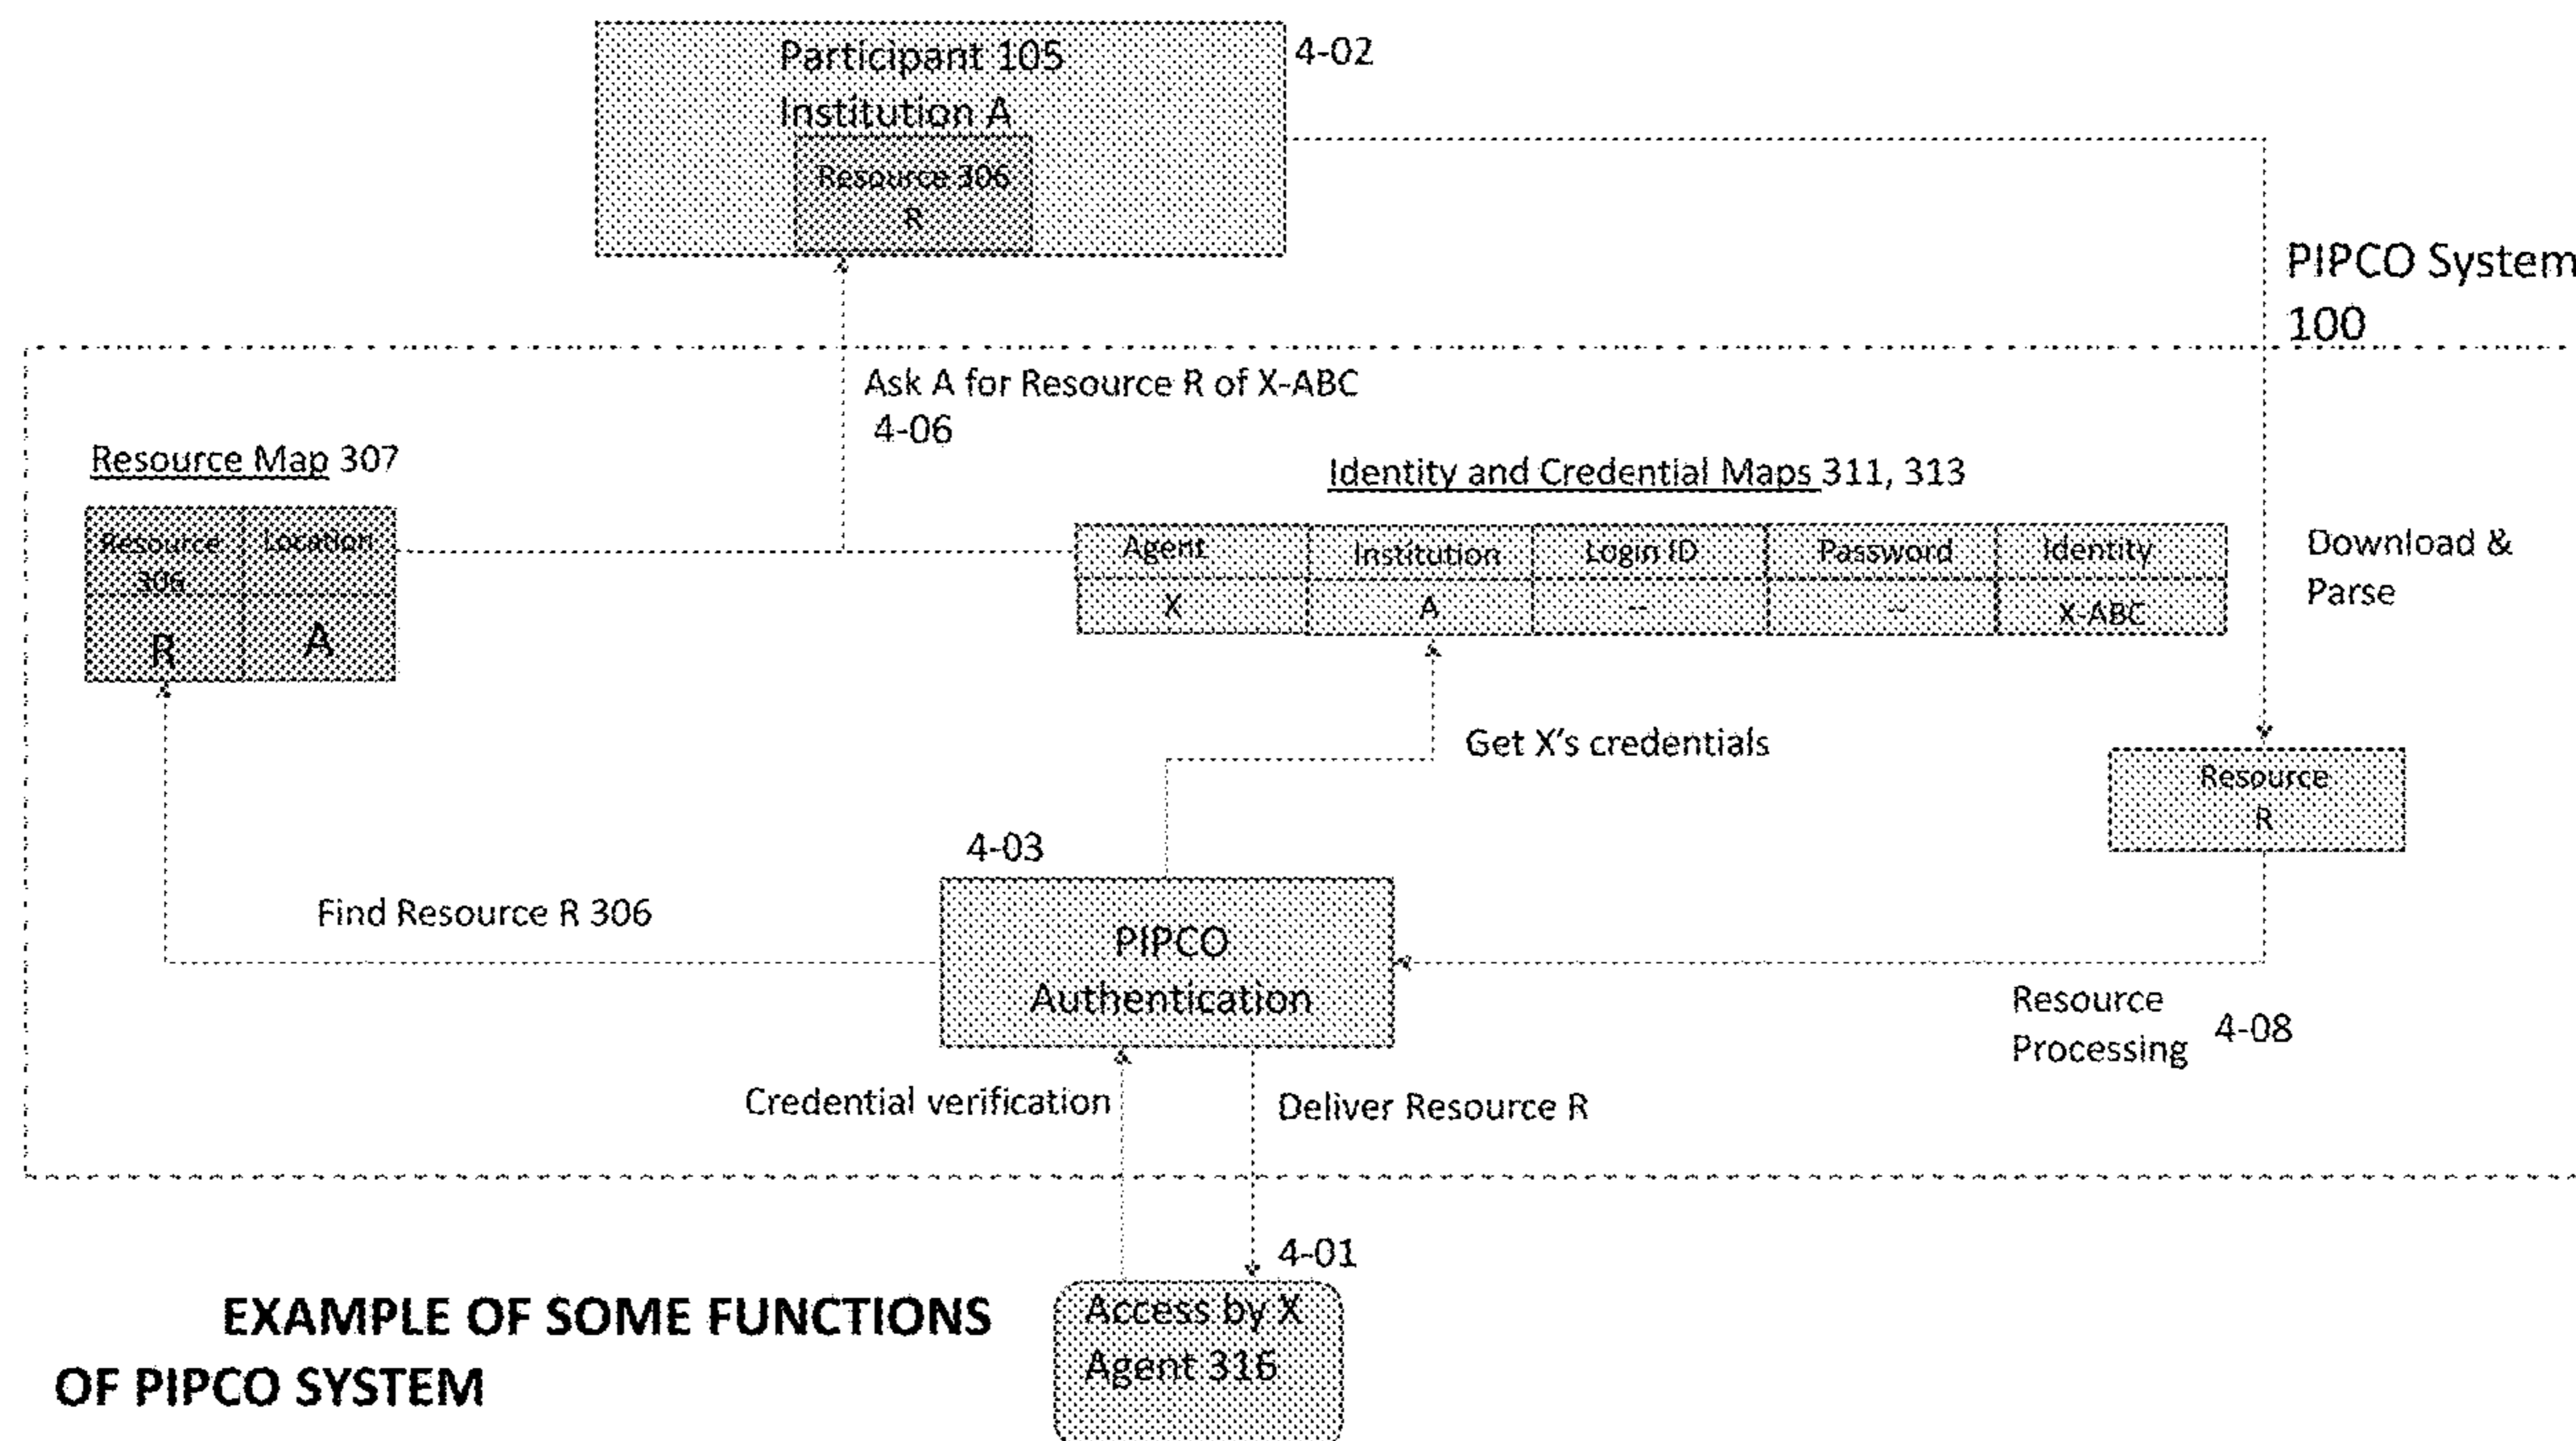 Participant 105
4-02
Institution A
Resource 306
R
PIPCO System
100
Ask A for Resource R of X-ABC
4-06
Resource Map 307
Identity and Credential Maps 311, 313
Resource
306
Location
R
A
Agent
Institution
Login ID
Password
Identity
X
A
--
--
X-ABC
Download &
Parse
Get X's credentials
Resource
R
4-03
Find Resource R 306
PIPCO
Authentication
Resource
Processing
4-08
Credential verification
Deliver Resource R
4-01
Access by X
Agent 316
EXAMPLE OF SOME FUNCTIONS
OF PIPCO SYSTEM